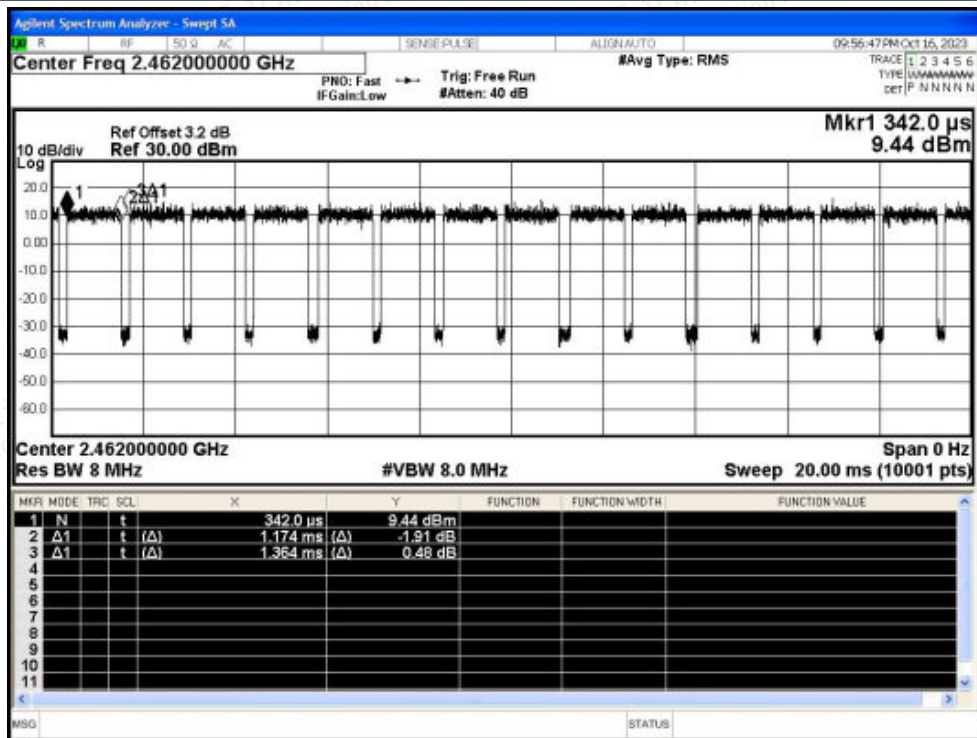 Agilent Spectrum Analyzer - Swept SA
R RF 50 Ω AC SENSE:PULSE ALIGN AUTO 09:56:47 PM Oct 16, 2023
Center Freq 2.462000000 GHz #Avg Type: RMS TRACE 1 2 3 4 5 6
PNO: Fast Trig: Free Run TYPE WWWWWW
IFGain:Low #Atten: 40 dB DET P N N N N N
Mkr1 342.0 µs
9.44 dBm
Ref Offset 3.2 dB
10 dB/div Ref 30.00 dBm
Log
20.0
10.0
0.00
-10.0
-20.0
-30.0
-40.0
-50.0
-60.0
1
2Δ1
3Δ1
Center 2.462000000 GHz Span 0 Hz
Res BW 8 MHz #VBW 8.0 MHz Sweep 20.00 ms (10001 pts)
MKR MODE TRC SCL X Y FUNCTION FUNCTION WIDTH FUNCTION VALUE
1 N t 342.0 µs 9.44 dBm
2 Δ1 t (Δ) 1.174 ms (Δ) -1.91 dB
3 Δ1 t (Δ) 1.364 ms (Δ) 0.48 dB
4
5
6
7
8
9
10
11
MSG STATUS